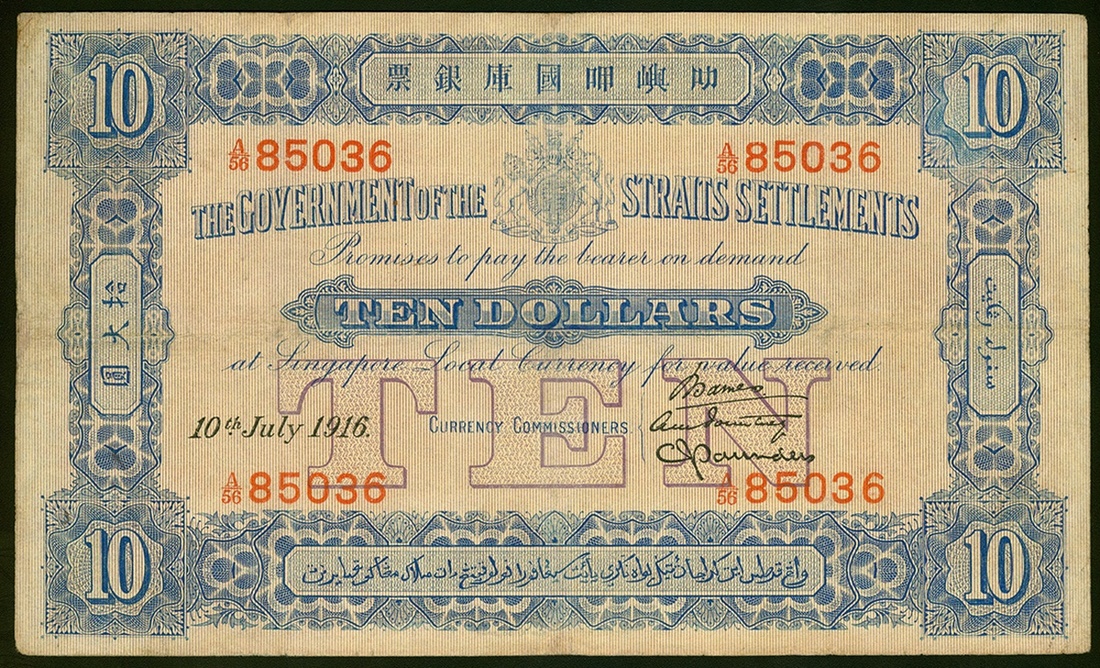 叻嶼呷國庫銀票
10
10
A/56 85036
A/56 85036
THE GOVERNMENT OF THE STRAITS SETTLEMENTS
Promises to pay the bearer on demand
TEN DOLLARS
at Singapore Local Currency for value received
TEN
10th July 1916.
CURRENCY COMMISSIONERS
A/56 85036
A/56 85036
拾大圓
سڤوله رڠݢيت
10
10